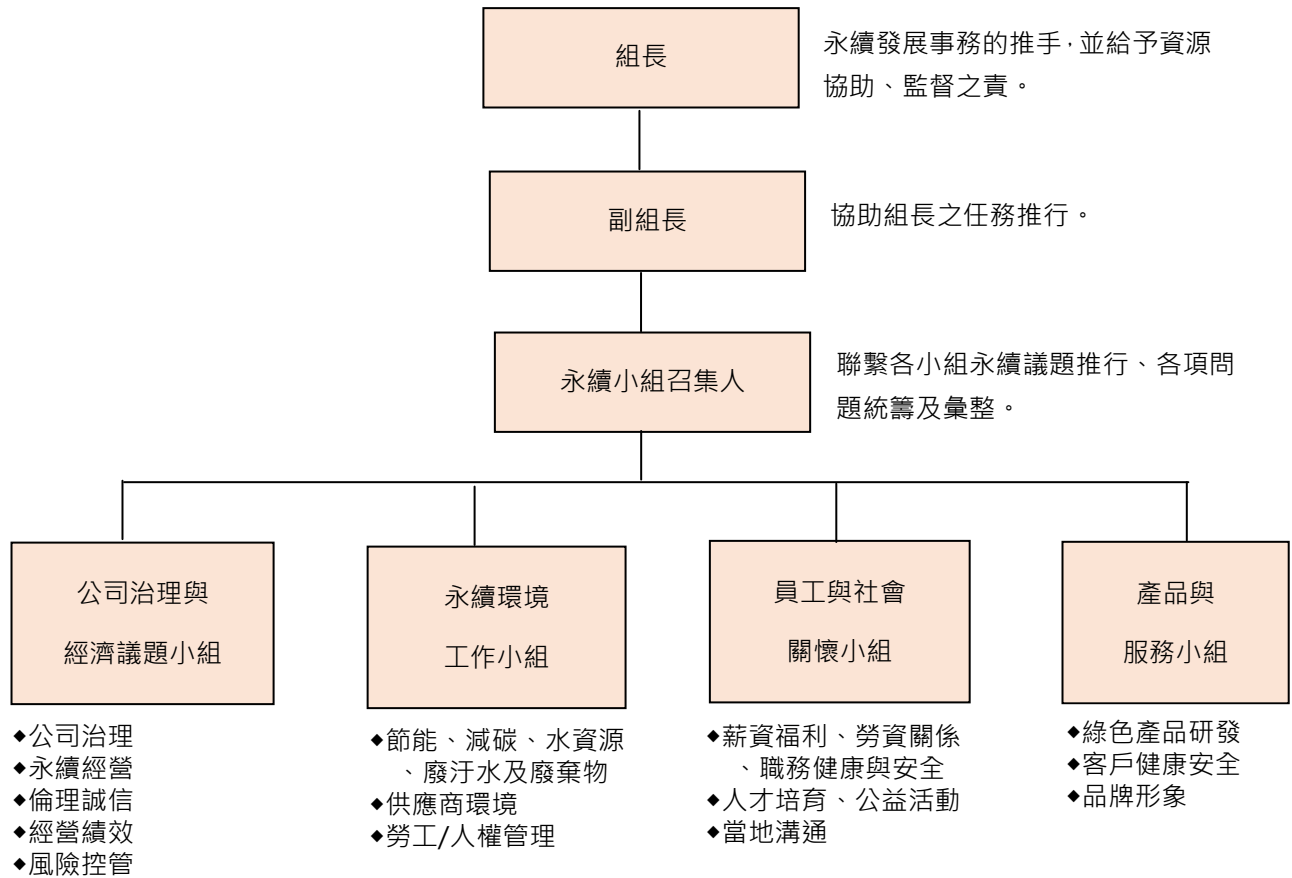 組長
永續發展事務的推手，並給予資源
協助、監督之責。
副組長
協助組長之任務推行。
永續小組召集人
聯繫各小組永續議題推行、各項問
題統籌及彙整。
公司治理與
經濟議題小組
◆公司治理
◆永續經營
◆倫理誠信
◆經營績效
◆風險控管
永續環境
工作小組
◆節能、減碳、水資源
、廢汙水及廢棄物
◆供應商環境
◆勞工/人權管理
員工與社會
關懷小組
◆薪資福利、勞資關係
、職務健康與安全
◆人才培育、公益活動
◆當地溝通
產品與
服務小組
◆綠色產品研發
◆客戶健康安全
◆品牌形象